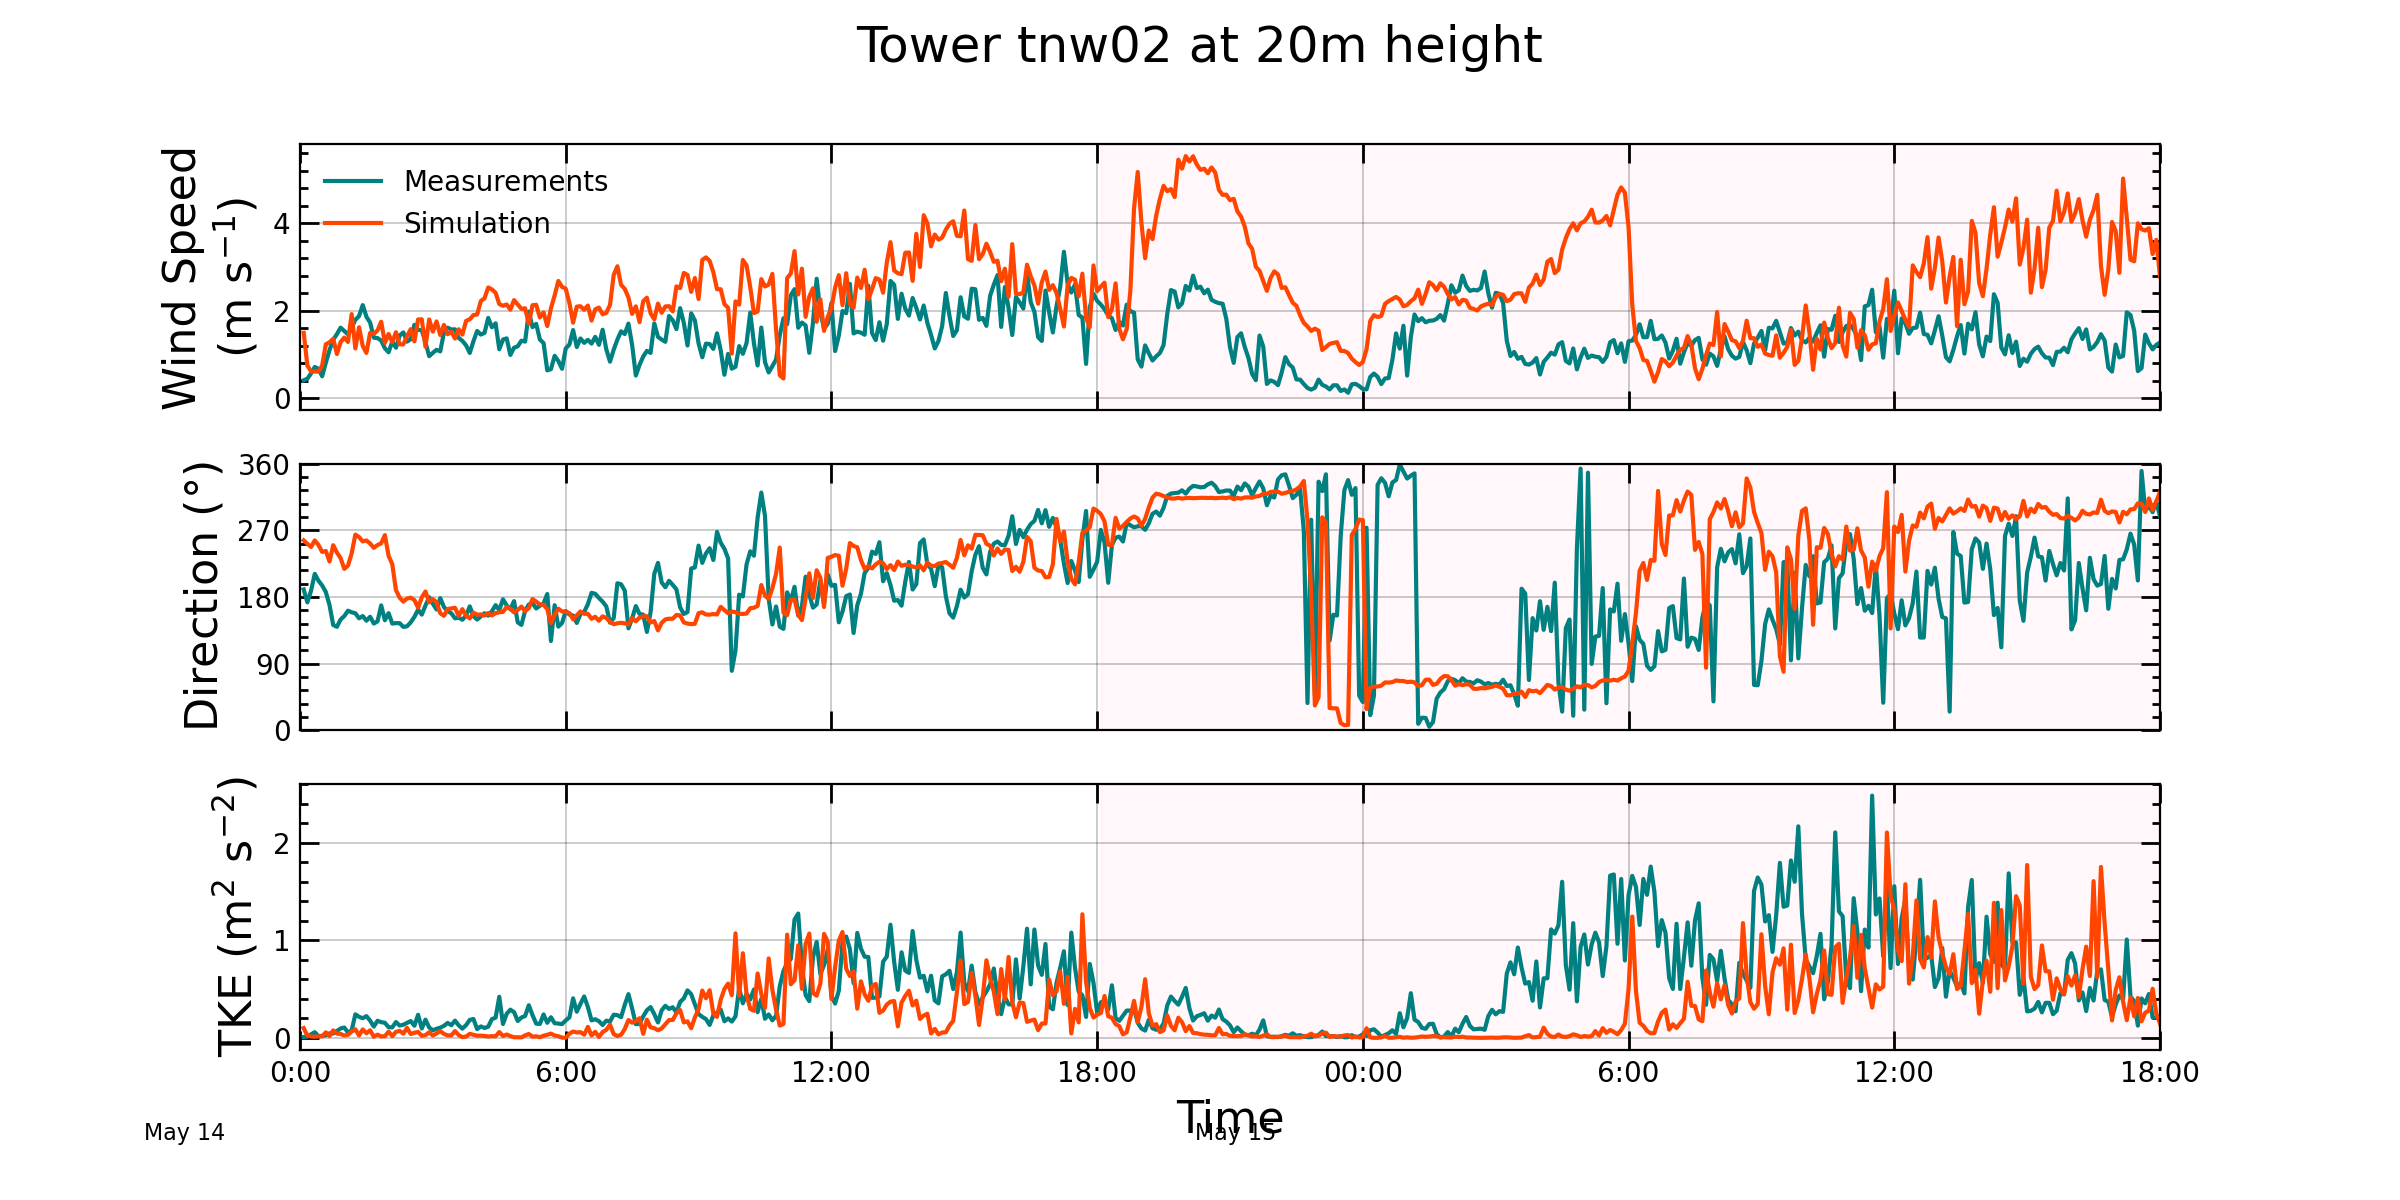 Tower tnw02 at 20m height
Wind Speed
(m s⁻¹)
4
2
0
Measurements
Simulation
Direction (°)
360
270
180
90
0
TKE (m² s⁻²)
2
1
0
0:00 6:00 12:00 18:00 00:00 6:00 12:00 18:00
Time
May 14 May 15